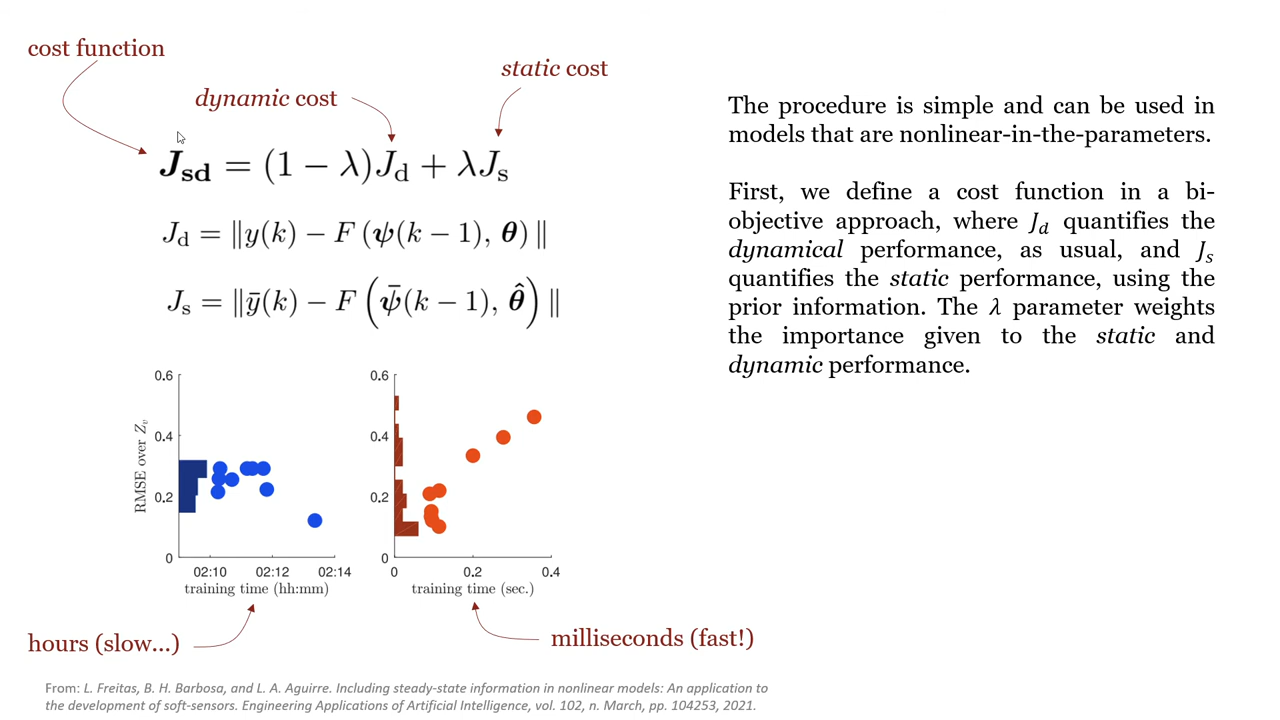 cost function
static cost
dynamic cost
J_sd = (1 − λ)J_d + λJ_s
J_d = ‖y(k) − F (ψ(k − 1), θ) ‖
J_s = ‖ȳ(k) − F (ψ̄(k − 1), θ̂) ‖
The procedure is simple and can be used in
models that are nonlinear-in-the-parameters.
First, we define a cost function in a bi-
objective approach, where J_d quantifies the
dynamical performance, as usual, and J_s
quantifies the static performance, using the
prior information. The λ parameter weights
the importance given to the static and
dynamic performance.
RMSE over Z_v
0.6
0.4
0.2
0
02:10 02:12 02:14
training time (hh:mm)
0.6
0.4
0.2
0
0 0.2 0.4
training time (sec.)
hours (slow...)
milliseconds (fast!)
From: L. Freitas, B. H. Barbosa, and L. A. Aguirre. Including steady-state information in nonlinear models: An application to
the development of soft-sensors. Engineering Applications of Artificial Intelligence, vol. 102, n. March, pp. 104253, 2021.